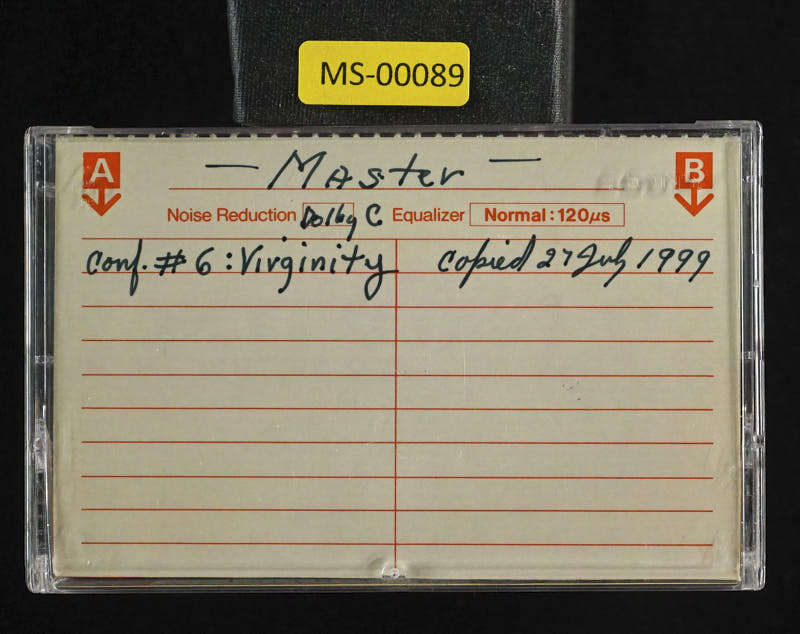 MS-00089
A — Master — B
Noise Reduction Dolby C Equalizer Normal:120µs
Conf. # 6 : Virginity copied 27 July 1999